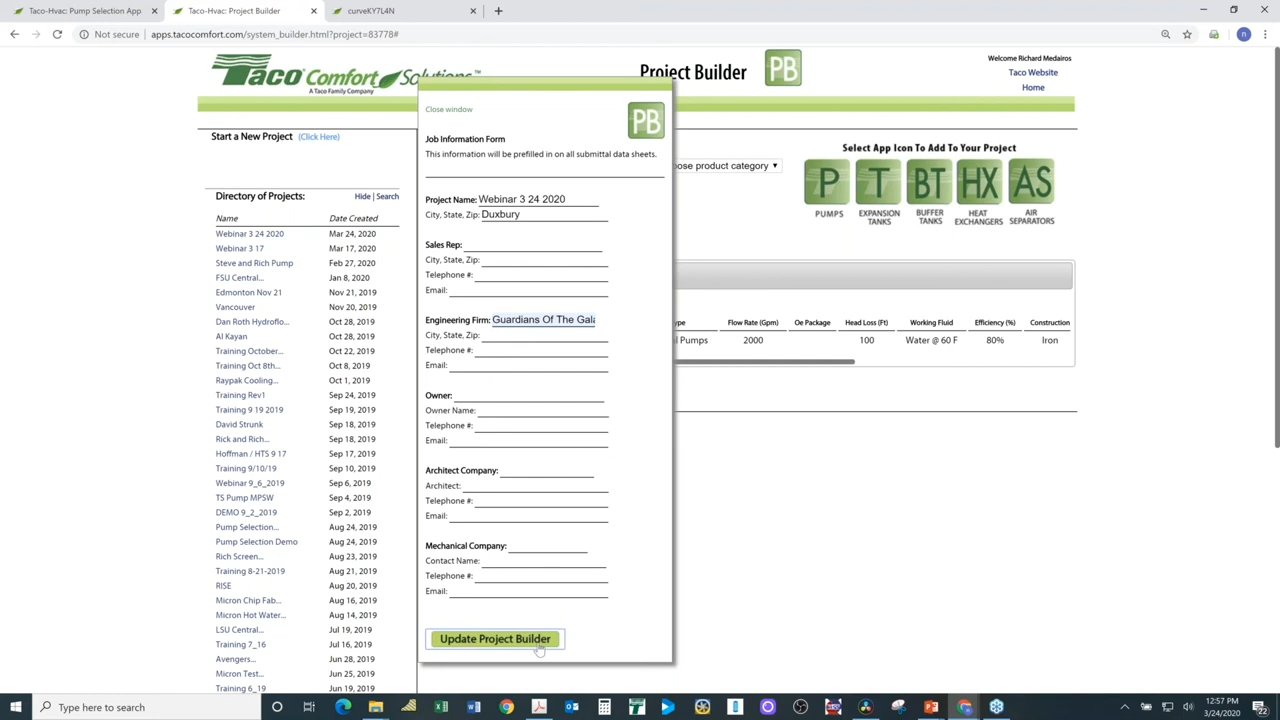 Taco-Hvac: Pump Selection App
Taco-Hvac: Project Builder
curveKY7L4N
Not secure
apps.tacocomfort.com/system_builder.html?project=83778#
n
Taco Comfort Solutions™
A Taco Family Company
Project Builder
PB
Welcome Richard Medairos
Taco Website
Home
Start a New Project (Click Here)
Directory of Projects: Hide | Search
Name Date Created
Webinar 3 24 2020 Mar 24, 2020
Webinar 3 17 Mar 17, 2020
Steve and Rich Pump Feb 27, 2020
FSU Central... Jan 8, 2020
Edmonton Nov 21 Nov 21, 2019
Vancouver Nov 20, 2019
Dan Roth Hydroflo... Oct 28, 2019
Al Kayan Oct 28, 2019
Training October... Oct 22, 2019
Training Oct 8th... Oct 8, 2019
Raypak Cooling... Oct 1, 2019
Training Rev1 Sep 24, 2019
Training 9 19 2019 Sep 19, 2019
David Strunk Sep 18, 2019
Rick and Rich... Sep 18, 2019
Hoffman / HTS 9 17 Sep 17, 2019
Training 9/10/19 Sep 10, 2019
Webinar 9_6_2019 Sep 6, 2019
TS Pump MPSW Sep 4, 2019
DEMO 9_2_2019 Sep 2, 2019
Pump Selection... Aug 24, 2019
Pump Selection Demo Aug 24, 2019
Rich Screen... Aug 23, 2019
Training 8-21-2019 Aug 21, 2019
RISE Aug 20, 2019
Micron Chip Fab... Aug 16, 2019
Micron Hot Water... Aug 14, 2019
LSU Central... Jul 19, 2019
Training 7_16 Jul 16, 2019
Avengers... Jun 28, 2019
Micron Test... Jun 25, 2019
Training 6_19 Jun 19, 2019
Close window
PB
Job Information Form
This information will be prefilled in on all submittal data sheets.
Project Name: Webinar 3 24 2020
City, State, Zip: Duxbury
Sales Rep:
City, State, Zip:
Telephone #:
Email:
Engineering Firm: Guardians Of The Gala
City, State, Zip:
Telephone #:
Email:
Owner:
Owner Name:
Telephone #:
Email:
Architect Company:
Architect:
Telephone #:
Email:
Mechanical Company:
Contact Name:
Telephone #:
Email:
Update Project Builder
oose product category
Select App Icon To Add To Your Project
P T BT HX AS
PUMPS EXPANSION TANKS BUFFER TANKS HEAT EXCHANGERS AIR SEPARATORS
ype Flow Rate (Gpm) Oe Package Head Loss (Ft) Working Fluid Efficiency (%) Construction
l Pumps 2000 100 Water @ 60 F 80% Iron
Type here to search
12:57 PM
3/24/2020
22